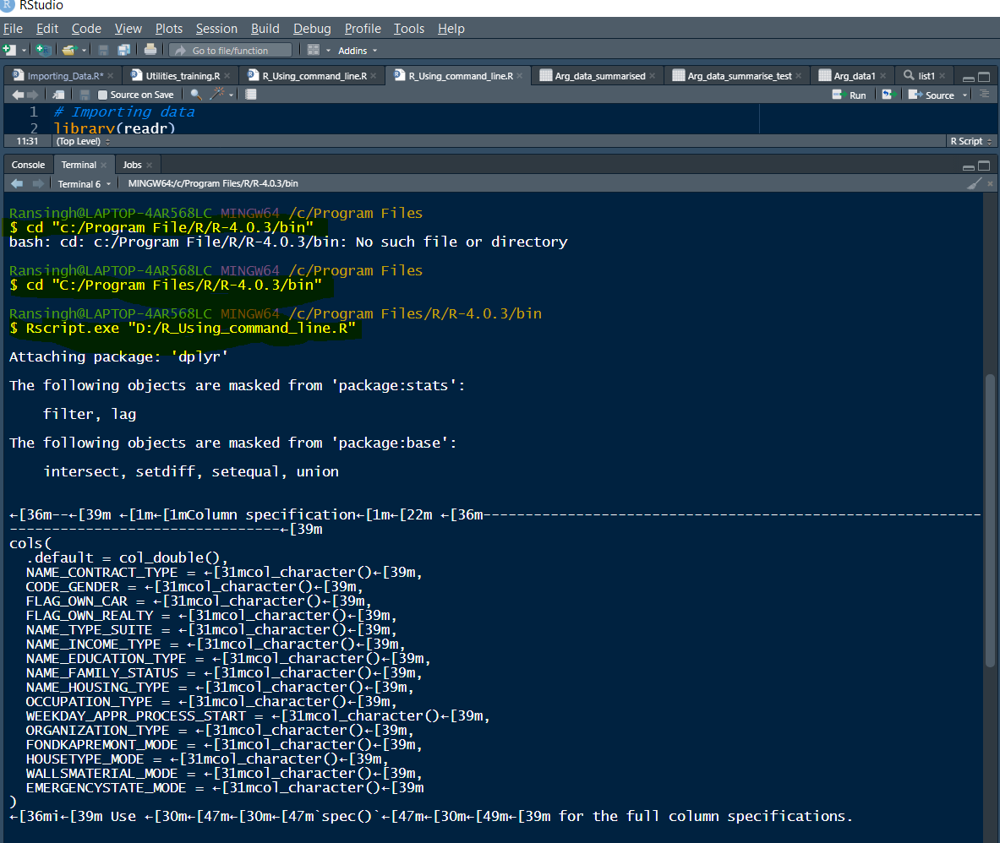 RStudio
File Edit Code View Plots Session Build Debug Profile Tools Help
Go to file/function Addins
Importing_Data.R* × Utilities_training.R × R_Using_command_line.R × R_Using_command_line.R × Arg_data_summarised × Arg_data_summarise_test × Arg_data1 × list1 ×
Source on Save Run Source
1 # Importing data
2 library(readr)
11:31 (Top Level) R Script
Console Terminal × Jobs ×
Terminal 6 MINGW64:/c/Program Files/R/R-4.0.3/bin
Ransingh@LAPTOP-4AR568LC MINGW64 /c/Program Files
$ cd "c:/Program File/R/R-4.0.3/bin"
bash: cd: c:/Program File/R/R-4.0.3/bin: No such file or directory
Ransingh@LAPTOP-4AR568LC MINGW64 /c/Program Files
$ cd "C:/Program Files/R/R-4.0.3/bin"
Ransingh@LAPTOP-4AR568LC MINGW64 /c/Program Files/R/R-4.0.3/bin
$ Rscript.exe "D:/R_Using_command_line.R"
Attaching package: 'dplyr'
The following objects are masked from 'package:stats':
filter, lag
The following objects are masked from 'package:base':
intersect, setdiff, setequal, union
←[36m--←[39m ←[1m←[1mColumn specification←[1m←[22m ←[36m-----------------------------------------------------------
--------------------------------←[39m
cols(
.default = col_double(),
NAME_CONTRACT_TYPE = ←[31mcol_character()←[39m,
CODE_GENDER = ←[31mcol_character()←[39m,
FLAG_OWN_CAR = ←[31mcol_character()←[39m,
FLAG_OWN_REALTY = ←[31mcol_character()←[39m,
NAME_TYPE_SUITE = ←[31mcol_character()←[39m,
NAME_INCOME_TYPE = ←[31mcol_character()←[39m,
NAME_EDUCATION_TYPE = ←[31mcol_character()←[39m,
NAME_FAMILY_STATUS = ←[31mcol_character()←[39m,
NAME_HOUSING_TYPE = ←[31mcol_character()←[39m,
OCCUPATION_TYPE = ←[31mcol_character()←[39m,
WEEKDAY_APPR_PROCESS_START = ←[31mcol_character()←[39m,
ORGANIZATION_TYPE = ←[31mcol_character()←[39m,
FONDKAPREMONT_MODE = ←[31mcol_character()←[39m,
HOUSETYPE_MODE = ←[31mcol_character()←[39m,
WALLSMATERIAL_MODE = ←[31mcol_character()←[39m,
EMERGENCYSTATE_MODE = ←[31mcol_character()←[39m
)
←[36mi←[39m Use ←[30m←[47m←[30m←[47m`spec()`←[47m←[30m←[49m←[39m for the full column specifications.